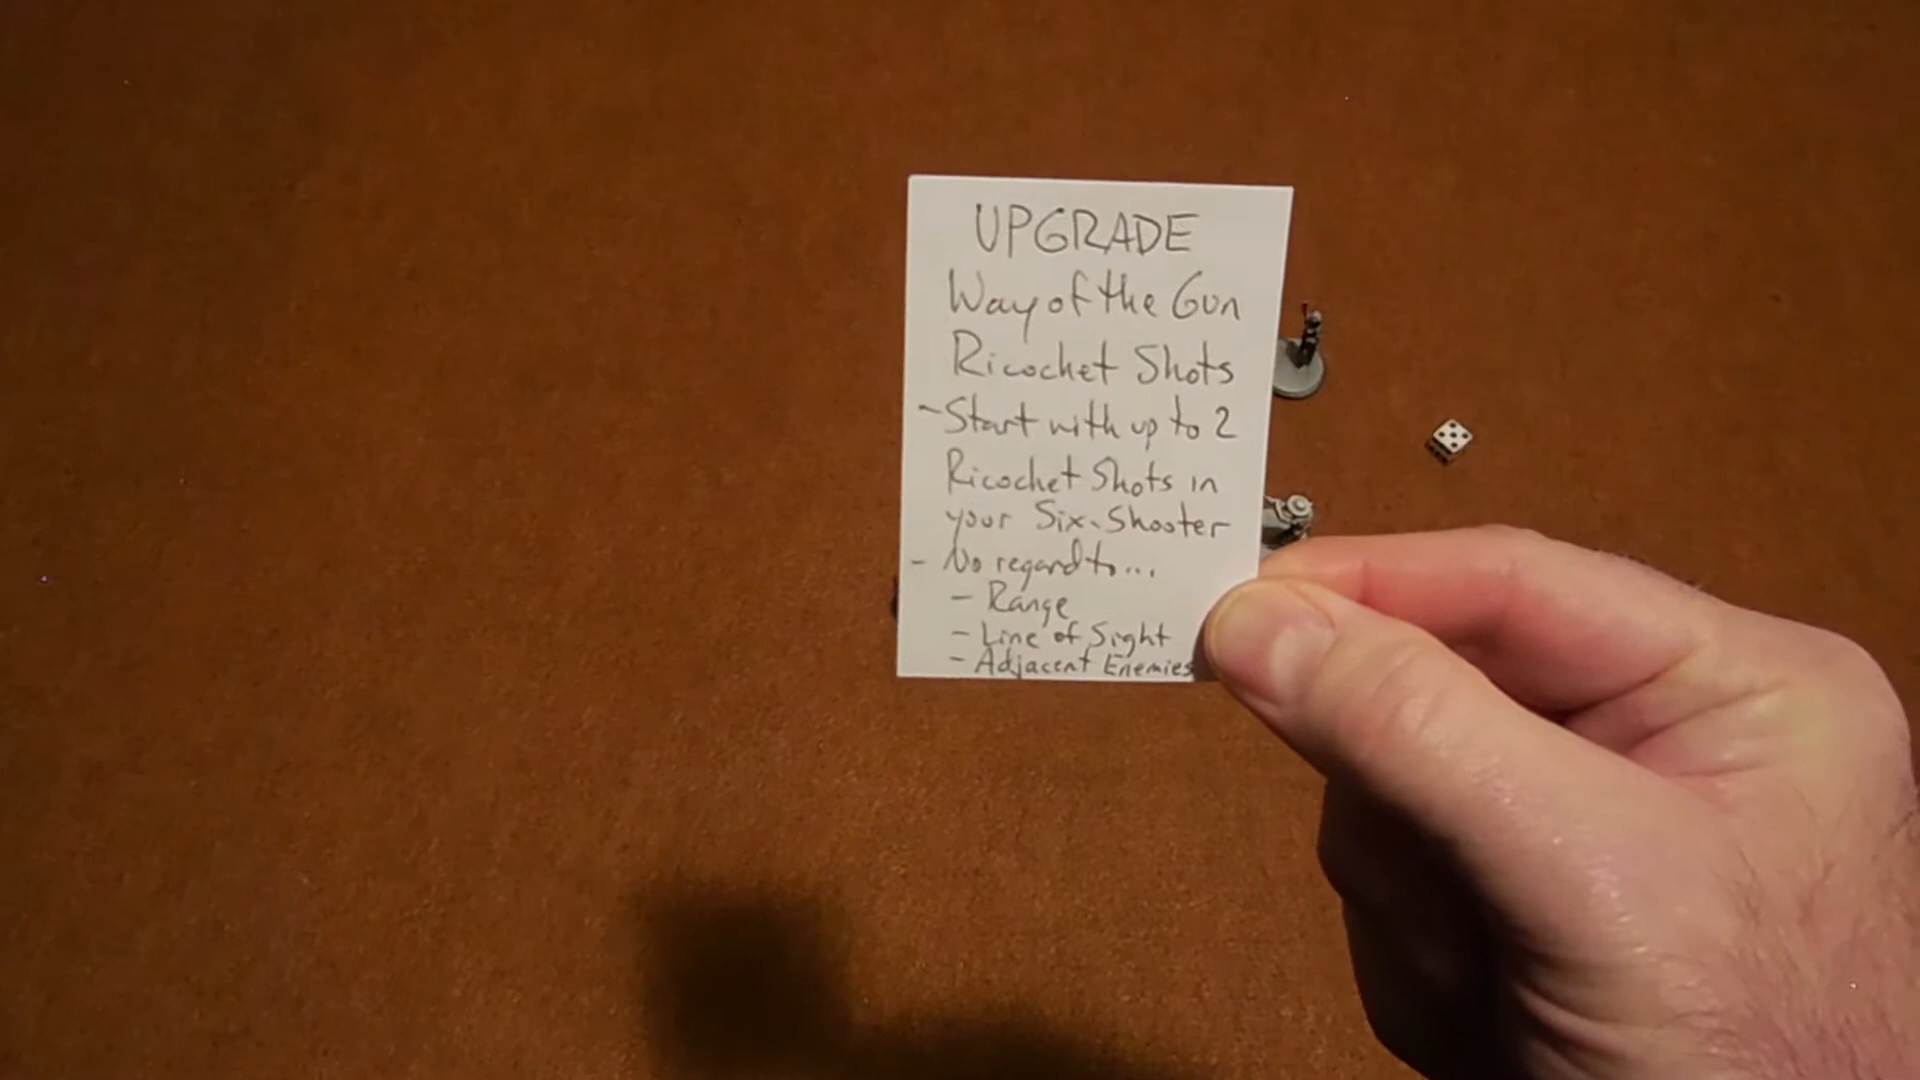 UPGRADE
Way of the Gun
Ricochet Shots
- Start with up to 2
Ricochet Shots in
your Six-Shooter
- No regard to...
- Range
- Line of Sight
- Adjacent Enemies